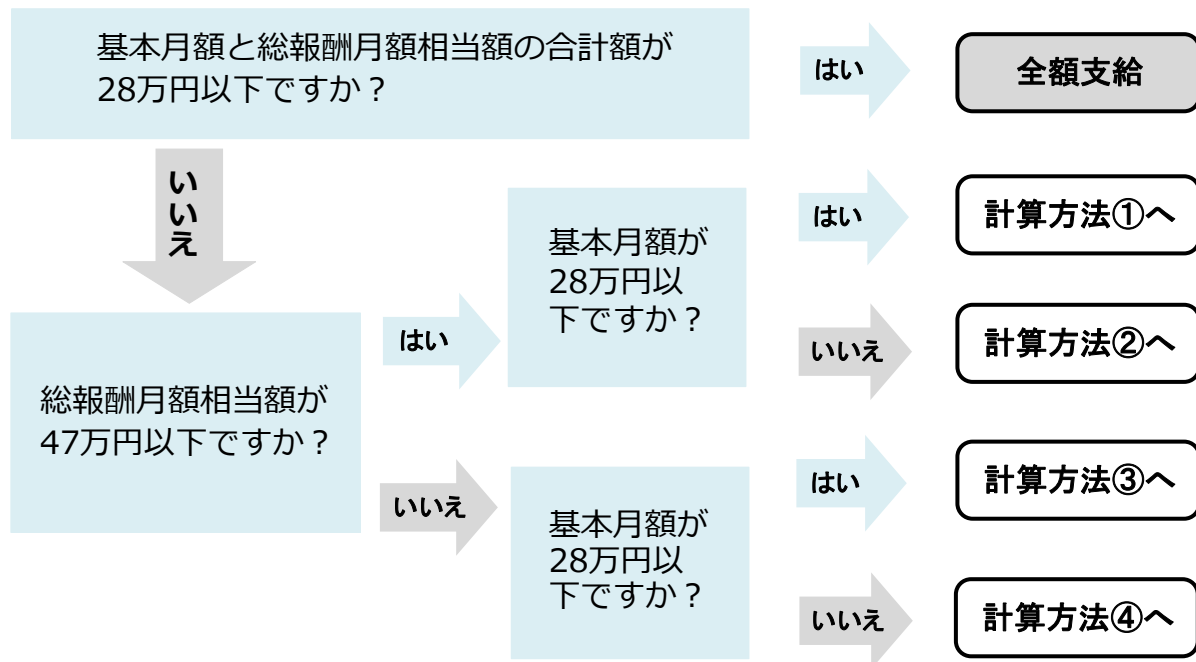 基本月額と総報酬月額相当額の合計額が
28万円以下ですか？
はい
全額支給
いいえ
総報酬月額相当額が
47万円以下ですか？
はい
基本月額が
28万円以
下ですか？
はい
計算方法①へ
いいえ
計算方法②へ
いいえ
基本月額が
28万円以
下ですか？
はい
計算方法③へ
いいえ
計算方法④へ